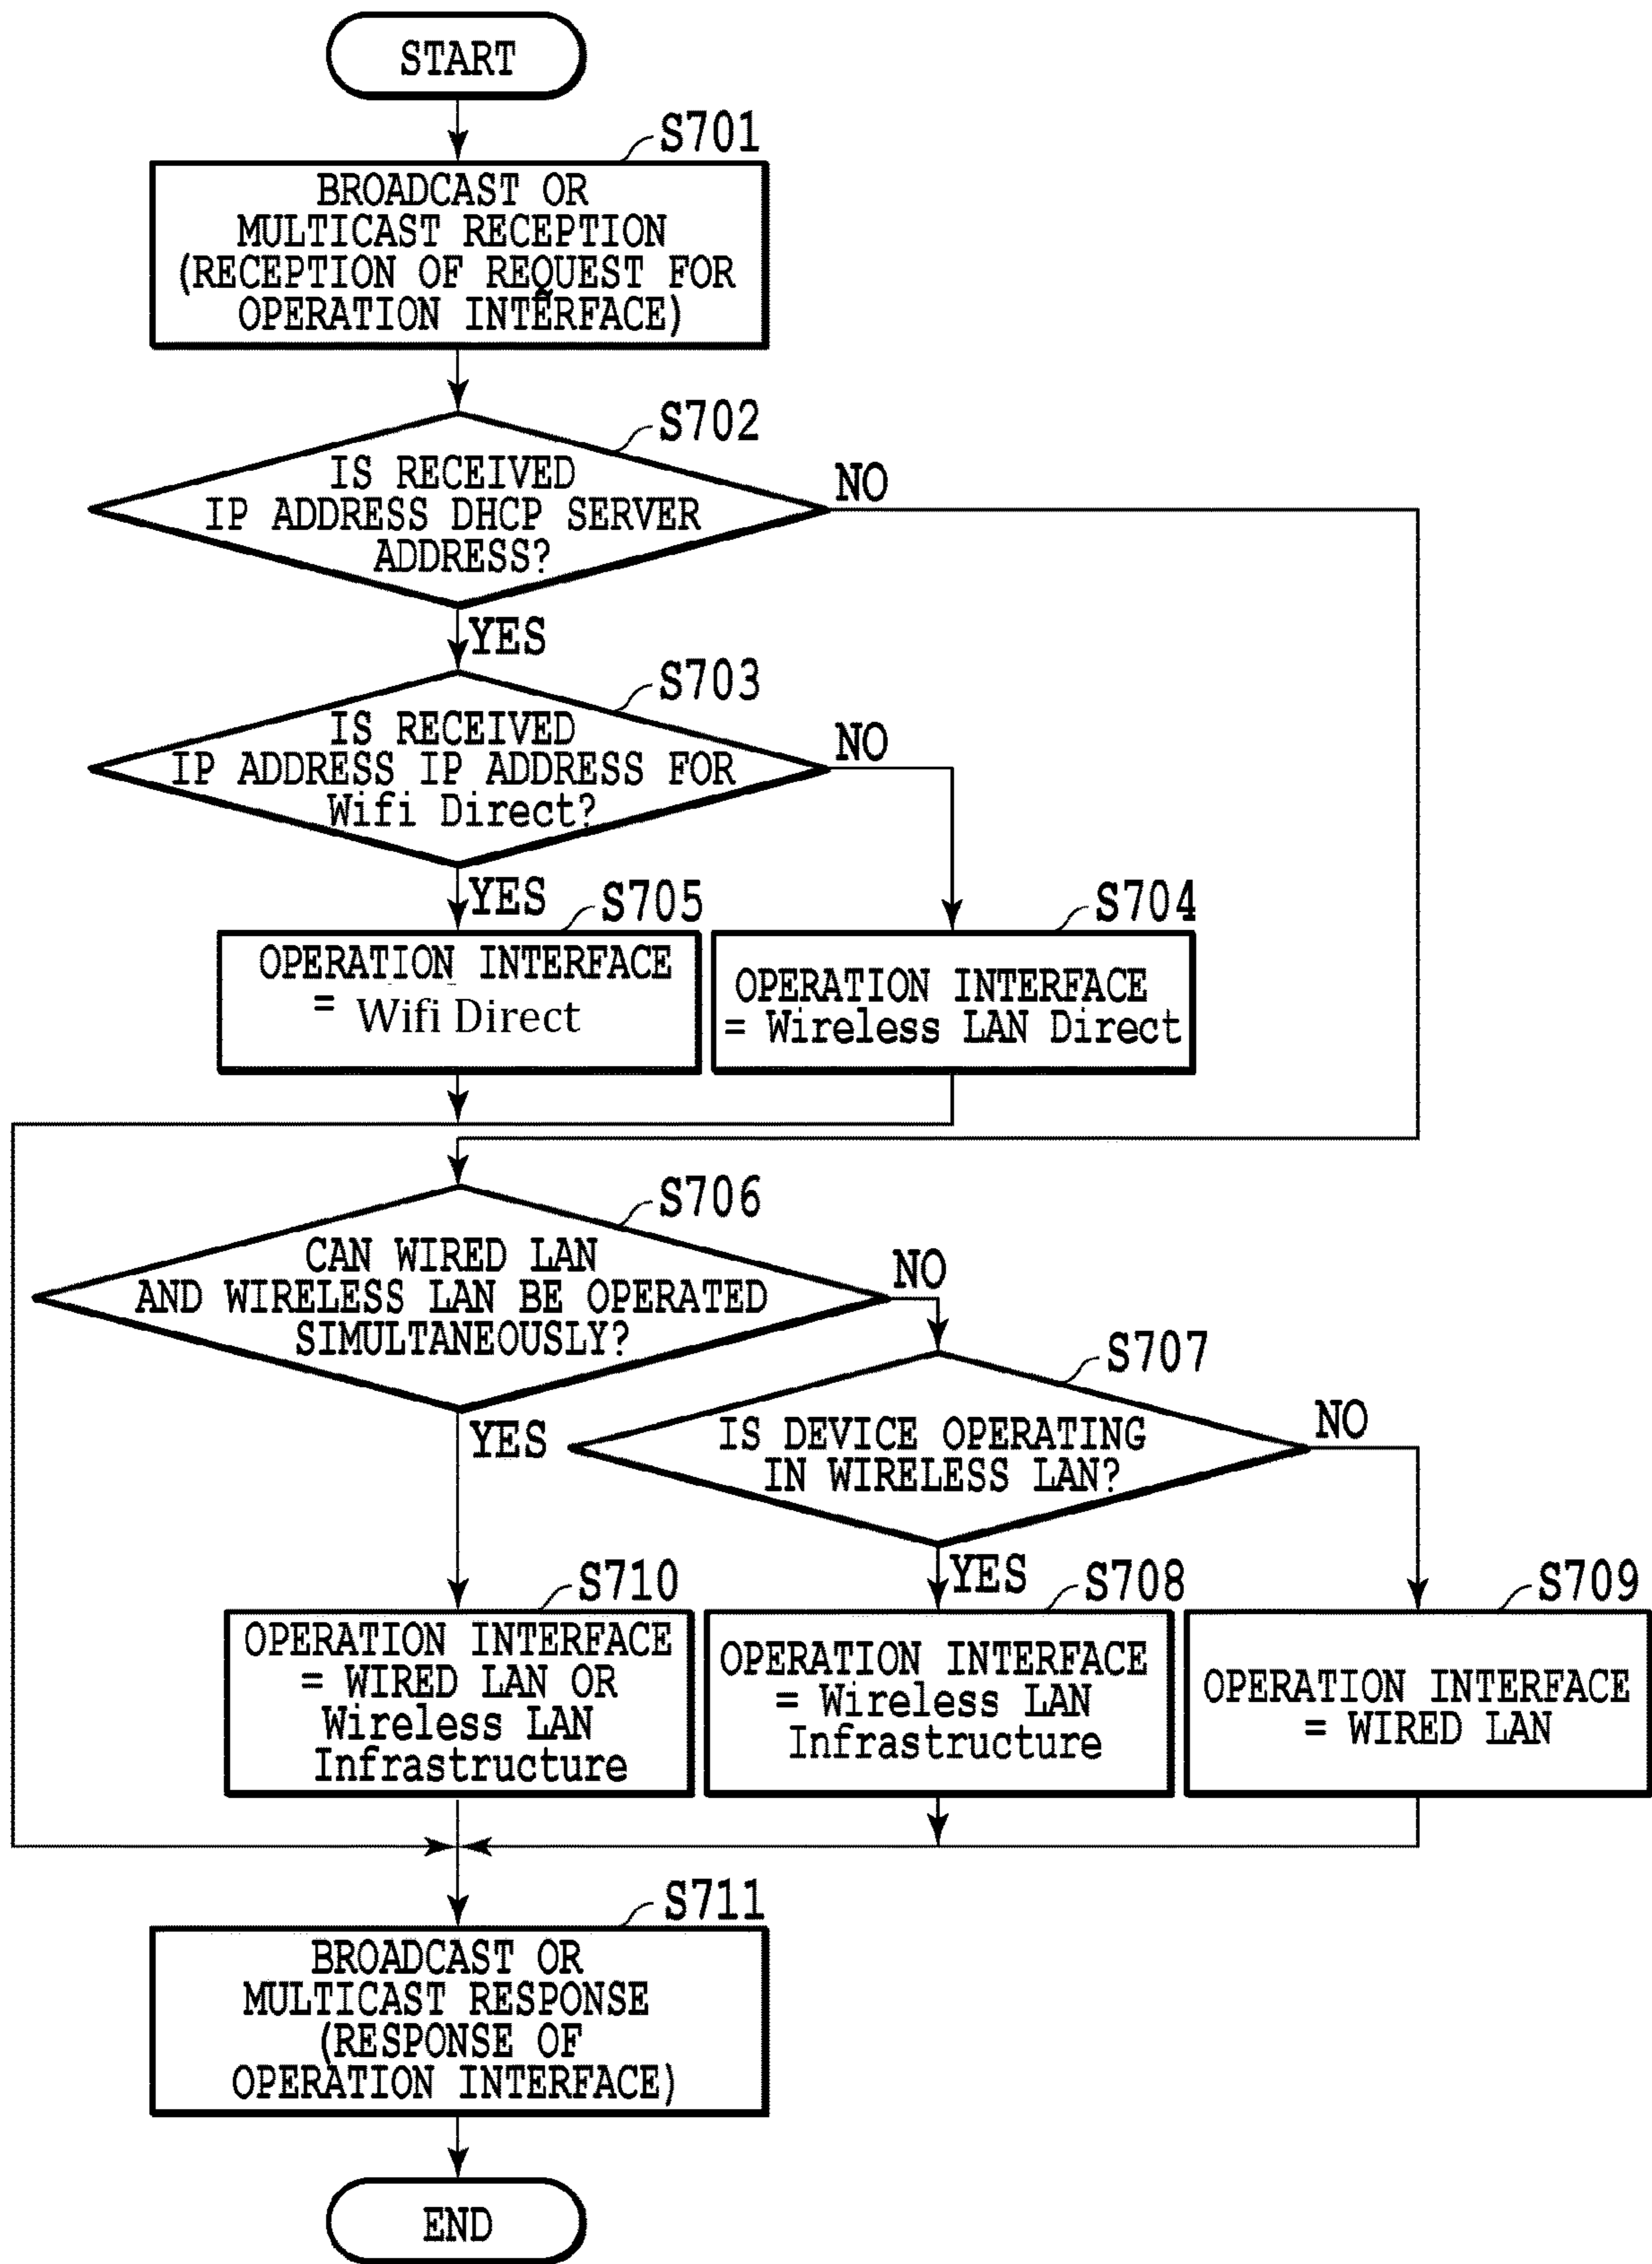 START
S701
BROADCAST OR
MULTICAST RECEPTION
(RECEPTION OF REQUEST FOR
OPERATION INTERFACE)
S702
IS RECEIVED
IP ADDRESS DHCP SERVER
ADDRESS?
NO
YES
S703
IS RECEIVED
IP ADDRESS IP ADDRESS FOR
Wifi Direct?
NO
YES
S705
OPERATION INTERFACE
= Wifi Direct
S704
OPERATION INTERFACE
= Wireless LAN Direct
S706
CAN WIRED LAN
AND WIRELESS LAN BE OPERATED
SIMULTANEOUSLY?
NO
YES
S707
IS DEVICE OPERATING
IN WIRELESS LAN?
NO
YES
S710
OPERATION INTERFACE
= WIRED LAN OR
Wireless LAN
Infrastructure
S708
OPERATION INTERFACE
= Wireless LAN
Infrastructure
S709
OPERATION INTERFACE
= WIRED LAN
S711
BROADCAST OR
MULTICAST RESPONSE
(RESPONSE OF
OPERATION INTERFACE)
END